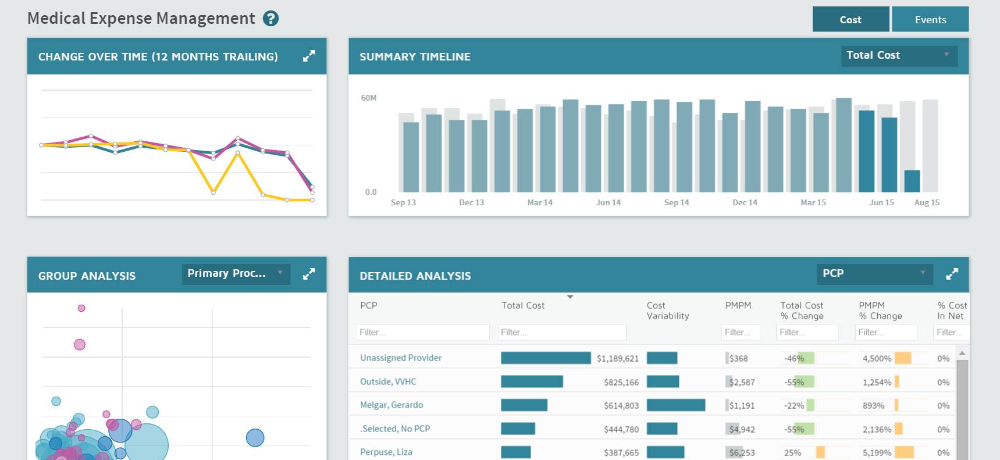 Medical Expense Management ?
Cost
Events
CHANGE OVER TIME (12 MONTHS TRAILING)
SUMMARY TIMELINE
Total Cost
60M
0.0
Sep 13
Dec 13
Mar 14
Jun 14
Sep 14
Dec 14
Mar 15
Jun 15
Aug 15
GROUP ANALYSIS
Primary Proc...
DETAILED ANALYSIS
PCP
PCP
Total Cost
Cost
Variability
PMPM
Total Cost
% Change
PMPM
% Change
% Cost
In Net
Filter...
Filter...
Filter...
Filter...
Filter...
Filter...
Unassigned Provider $1,189,621 $368 -46% 4,500% 0%
Outside, VVHC $825,166 $2,587 -55% 1,254% 0%
Melgar, Gerardo $614,803 $1,191 -22% 893% 0%
.Selected, No PCP $444,780 $4,942 -55% 2,136% 0%
Perpuse, Liza $387,665 $6,253 25% 5,199% 0%